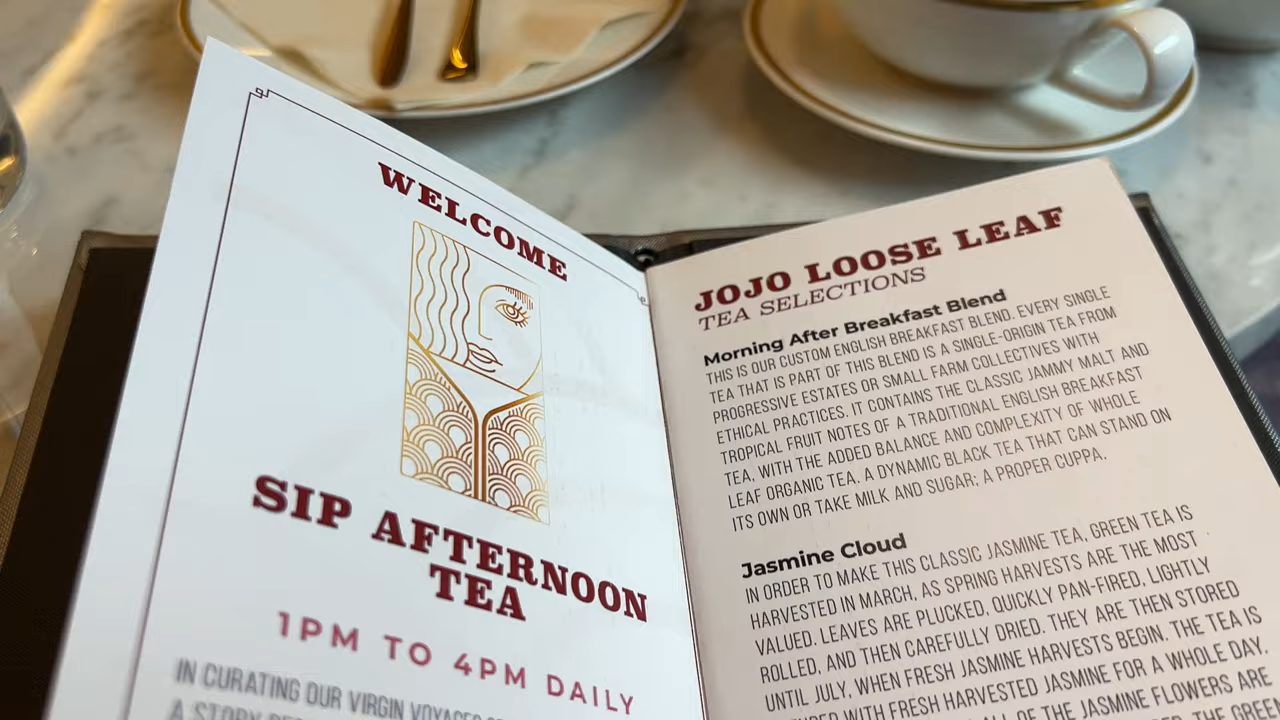 WELCOME
SIP AFTERNOON
TEA
1PM TO 4PM DAILY
IN CURATING OUR VIRGIN VOYAGES
A STORY
JOJO LOOSE LEAF
TEA SELECTIONS
Morning After Breakfast Blend
THIS IS OUR CUSTOM ENGLISH BREAKFAST BLEND. EVERY SINGLE
TEA THAT IS PART OF THIS BLEND IS A SINGLE-ORIGIN TEA FROM
PROGRESSIVE ESTATES OR SMALL FARM COLLECTIVES WITH
ETHICAL PRACTICES. IT CONTAINS THE CLASSIC JAMMY MALT AND
TROPICAL FRUIT NOTES OF A TRADITIONAL ENGLISH BREAKFAST
TEA, WITH THE ADDED BALANCE AND COMPLEXITY OF WHOLE
LEAF ORGANIC TEA. A DYNAMIC BLACK TEA THAT CAN STAND ON
ITS OWN OR TAKE MILK AND SUGAR; A PROPER CUPPA.
Jasmine Cloud
IN ORDER TO MAKE THIS CLASSIC JASMINE TEA, GREEN TEA IS
HARVESTED IN MARCH, AS SPRING HARVESTS ARE THE MOST
VALUED. LEAVES ARE PLUCKED, QUICKLY PAN-FIRED, LIGHTLY
ROLLED, AND THEN CAREFULLY DRIED. THEY ARE THEN STORED
UNTIL JULY, WHEN FRESH JASMINE HARVESTS BEGIN. THE TEA IS
WITH FRESH HARVESTED JASMINE FOR A WHOLE DAY,
ALL OF THE JASMINE FLOWERS ARE
THE GREEN